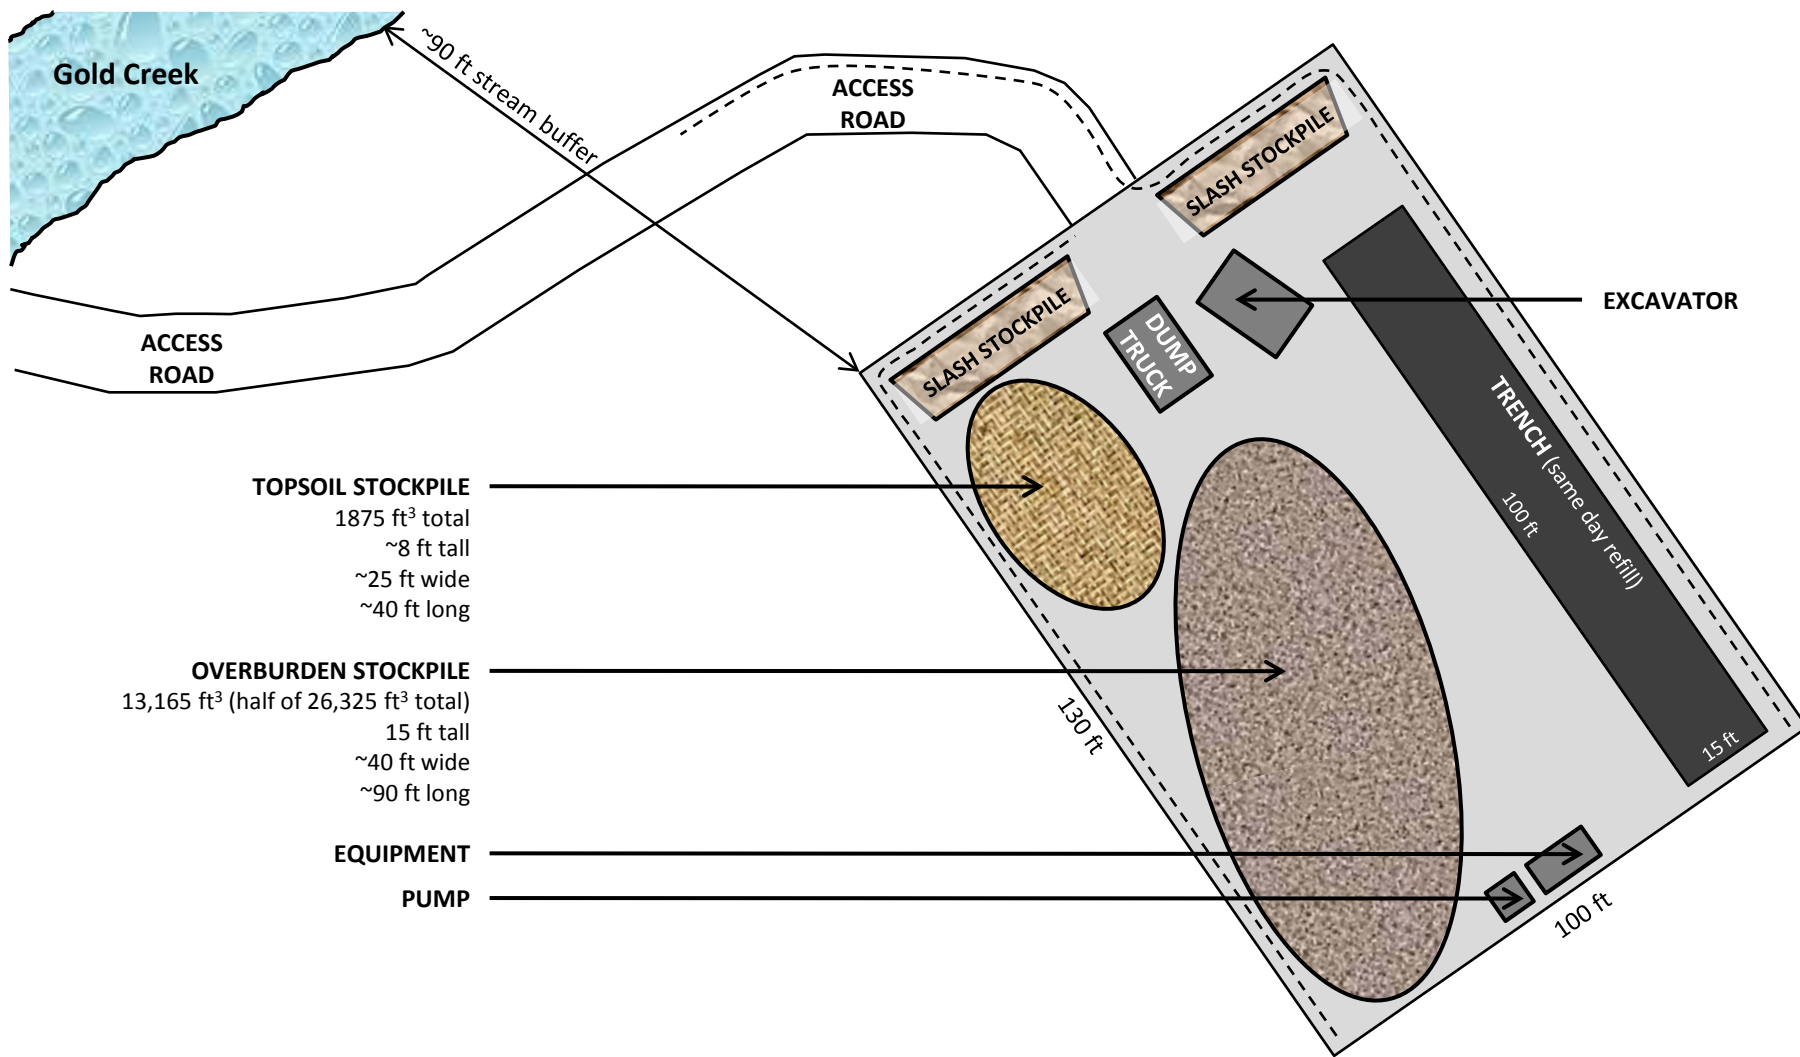 Gold Creek
~90 ft stream buffer
ACCESS
ROAD
ACCESS
ROAD
SLASH STOCKPILE
SLASH STOCKPILE
DUMP
TRUCK
EXCAVATOR
TRENCH (same day refill)
100 ft
15 ft
TOPSOIL STOCKPILE
1875 ft³ total
~8 ft tall
~25 ft wide
~40 ft long
OVERBURDEN STOCKPILE
13,165 ft³ (half of 26,325 ft³ total)
15 ft tall
~40 ft wide
~90 ft long
130 ft
EQUIPMENT
PUMP
100 ft